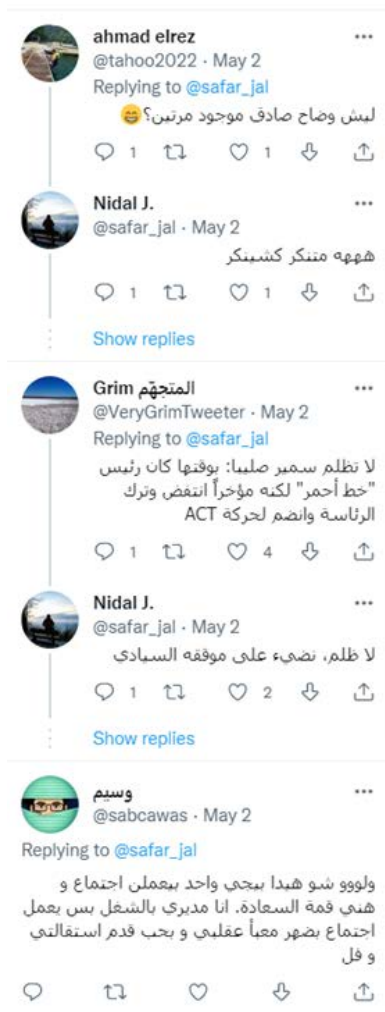 ahmad elrez
@tahoo2022 · May 2
Replying to @safar_jal
ليش وضاح صادق موجود مرتين؟😁
1 1
Nidal J.
@safar_jal · May 2
هههه متنكر كشينكر
1 1
Show replies
Grim المتجهّم
@VeryGrimTweeter · May 2
Replying to @safar_jal
لا تظلم سمير صليبا: بوقتها كان رئيس
"خط أحمر" لكنه مؤخراً انتفض وترك
الرئاسة وانضم لحركة ACT
1 4
Nidal J.
@safar_jal · May 2
لا ظلم، نضيء على موقفه السيادي
1 2
Show replies
وسيم
@sabcawas · May 2
Replying to @safar_jal
ولووو شو هيدا بيجي واحد بيعملن اجتماع و
هني قمة السعادة. انا مديري بالشغل بس يعمل
اجتماع بضهر معبأ عقليي و بحب قدم استقالتي
و فل